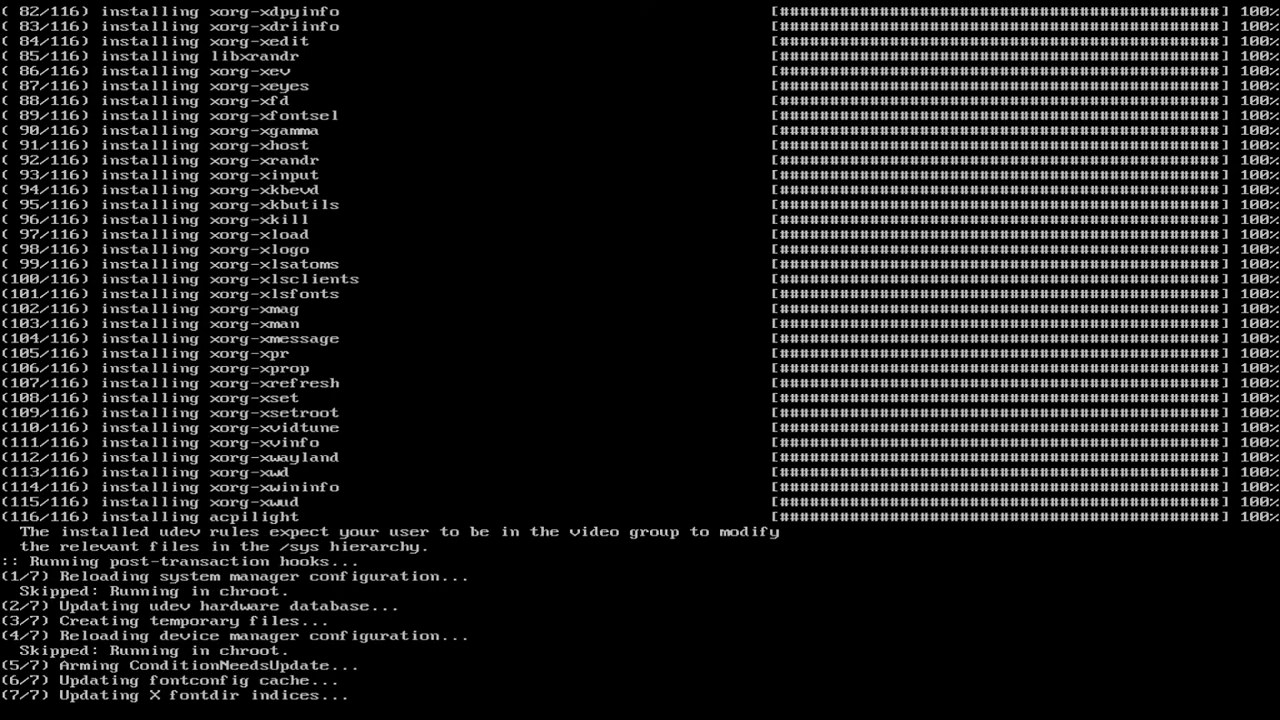 ( 82/116) installing xorg-xdpyinfo [############################################] 100%
( 83/116) installing xorg-xdriinfo [############################################] 100%
( 84/116) installing xorg-xedit [############################################] 100%
( 85/116) installing libxrandr [############################################] 100%
( 86/116) installing xorg-xev [############################################] 100%
( 87/116) installing xorg-xeyes [############################################] 100%
( 88/116) installing xorg-xfd [############################################] 100%
( 89/116) installing xorg-xfontsel [############################################] 100%
( 90/116) installing xorg-xgamma [############################################] 100%
( 91/116) installing xorg-xhost [############################################] 100%
( 92/116) installing xorg-xrandr [############################################] 100%
( 93/116) installing xorg-xinput [############################################] 100%
( 94/116) installing xorg-xkbevd [############################################] 100%
( 95/116) installing xorg-xkbutils [############################################] 100%
( 96/116) installing xorg-xkill [############################################] 100%
( 97/116) installing xorg-xload [############################################] 100%
( 98/116) installing xorg-xlogo [############################################] 100%
( 99/116) installing xorg-xlsatoms [############################################] 100%
(100/116) installing xorg-xlsclients [############################################] 100%
(101/116) installing xorg-xlsfonts [############################################] 100%
(102/116) installing xorg-xmag [############################################] 100%
(103/116) installing xorg-xman [############################################] 100%
(104/116) installing xorg-xmessage [############################################] 100%
(105/116) installing xorg-xpr [############################################] 100%
(106/116) installing xorg-xprop [############################################] 100%
(107/116) installing xorg-xrefresh [############################################] 100%
(108/116) installing xorg-xset [############################################] 100%
(109/116) installing xorg-xsetroot [############################################] 100%
(110/116) installing xorg-xvidtune [############################################] 100%
(111/116) installing xorg-xvinfo [############################################] 100%
(112/116) installing xorg-xwayland [############################################] 100%
(113/116) installing xorg-xwd [############################################] 100%
(114/116) installing xorg-xwininfo [############################################] 100%
(115/116) installing xorg-xwud [############################################] 100%
(116/116) installing acpilight [############################################] 100%
The installed udev rules expect your user to be in the video group to modify
the relevant files in the /sys hierarchy.
:: Running post-transaction hooks...
(1/7) Reloading system manager configuration...
Skipped: Running in chroot.
(2/7) Updating udev hardware database...
(3/7) Creating temporary files...
(4/7) Reloading device manager configuration...
Skipped: Running in chroot.
(5/7) Arming ConditionNeedsUpdate...
(6/7) Updating fontconfig cache...
(7/7) Updating X fontdir indices...